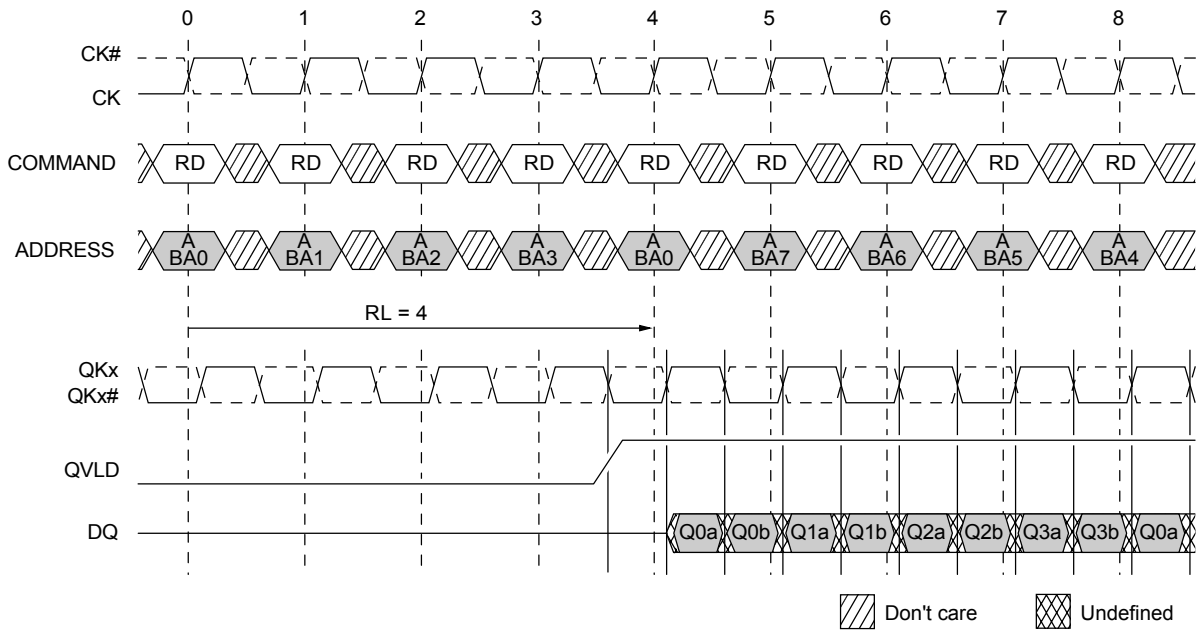 0 1 2 3 4 5 6 7 8
CK#
CK
COMMAND RD RD RD RD RD RD RD RD RD
ADDRESS A A A A A A A A A
BA0 BA1 BA2 BA3 BA0 BA7 BA6 BA5 BA4
RL = 4
QKx
QKx#
QVLD
DQ Q0a Q0b Q1a Q1b Q2a Q2b Q3a Q3b Q0a
Don't care Undefined